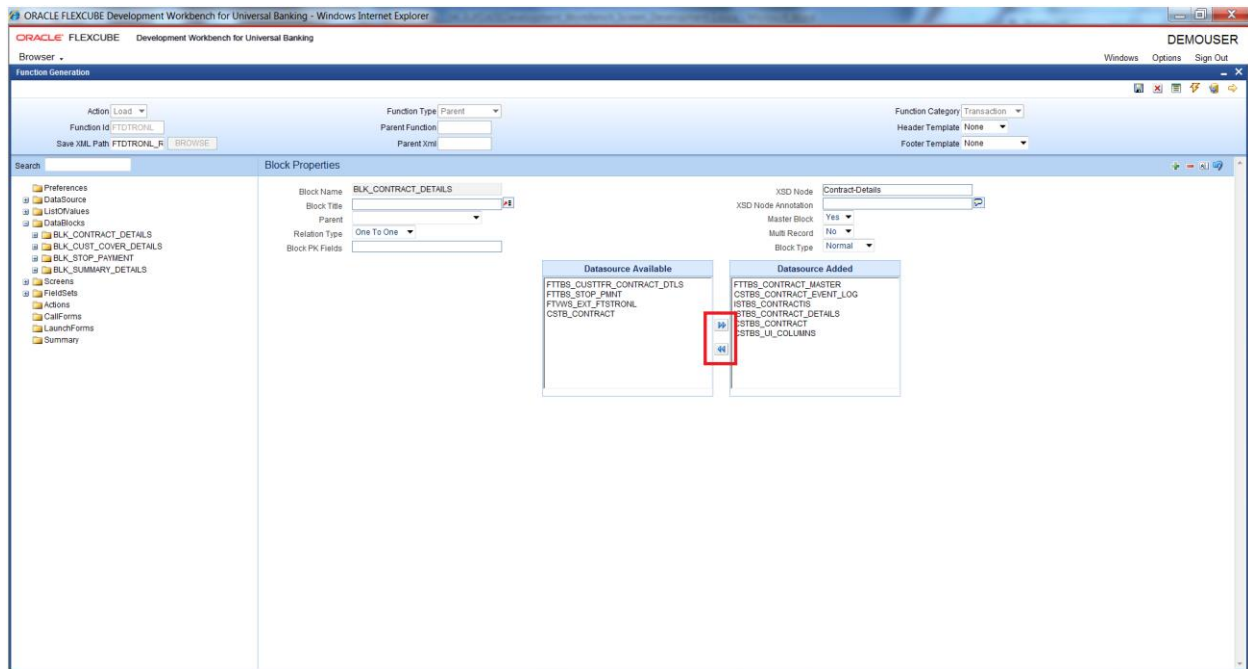 ORACLE FLEXCUBE Development Workbench for Universal Banking - Windows Internet Explorer
ORACLE FLEXCUBE Development Workbench for Universal Banking
DEMOUSER
Browser
Windows Options Sign Out
Function Generation
Action Load
Function Type Parent
Function Category Transaction
Function Id FTDTRONL
Parent Function
Header Template None
Save XML Path FTDTRONL_R BROWSE
Parent Xml
Footer Template None
Search
Block Properties
Preferences
DataSource
ListOfValues
DataBlocks
BLK_CONTRACT_DETAILS
BLK_CUST_COVER_DETAILS
BLK_STOP_PAYMENT
BLK_SUMMARY_DETAILS
Screens
FieldSets
Actions
CallForms
LaunchForms
Summary
Block Name BLK_CONTRACT_DETAILS
Block Title
Parent
Relation Type One To One
Block PK Fields
XSD Node Contract-Details
XSD Node Annotation
Master Block Yes
Multi Record No
Block Type Normal
Datasource Available
FTTBS_CUSTTFR_CONTRACT_DTLS
FTTBS_STOP_PMNT
FTVWS_EXT_FTSTRONL
CSTB_CONTRACT
Datasource Added
FTTBS_CONTRACT_MASTER
CSTBS_CONTRACT_EVENT_LOG
ISTBS_CONTRACTIS
ISTBS_CONTRACT_DETAILS
CSTBS_CONTRACT
CSTBS_UI_COLUMNS